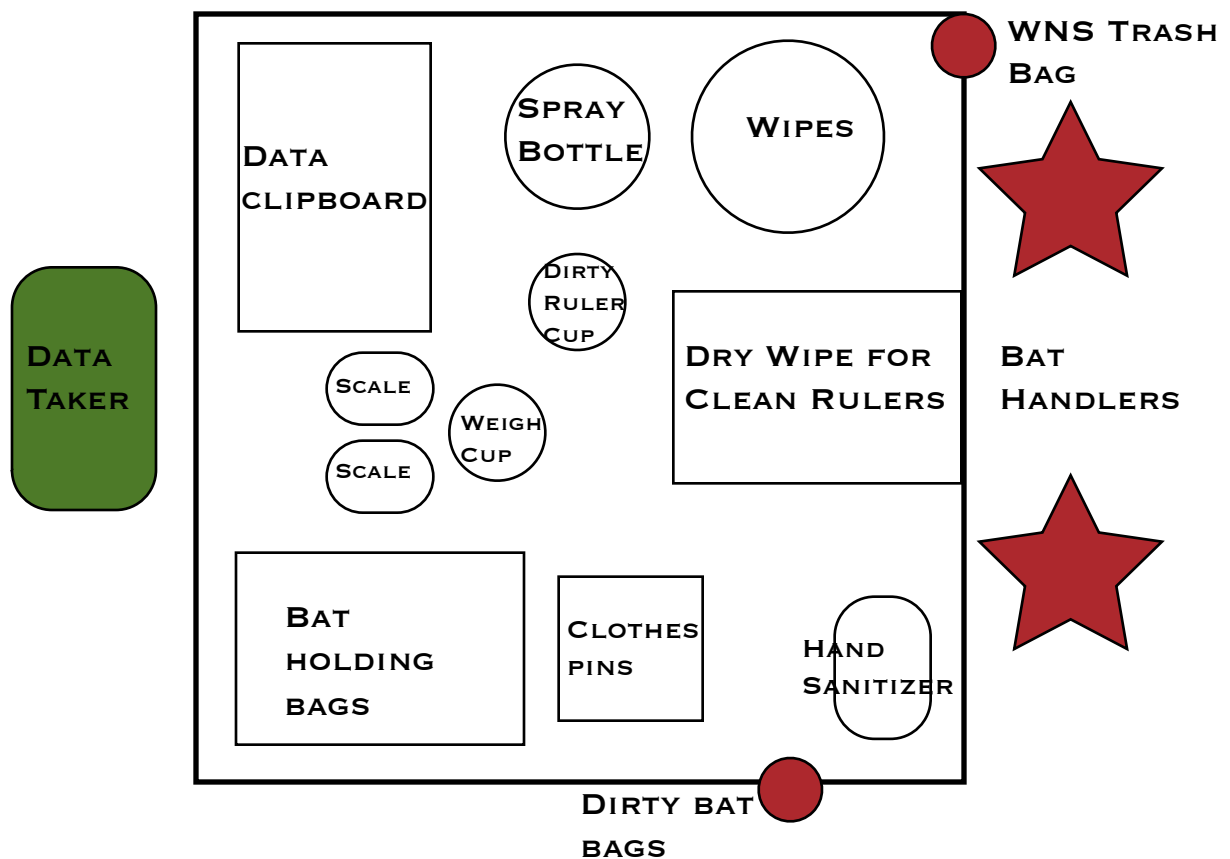 WNS Trash
Bag
Spray
Bottle
Wipes
Data
clipboard
Dirty
Ruler
Cup
Data
Taker
Scale
Scale
Weigh
Cup
Dry Wipe for
Clean Rulers
Bat
Handlers
Bat
holding
bags
Clothes
pins
Hand
Sanitizer
Dirty bat
bags